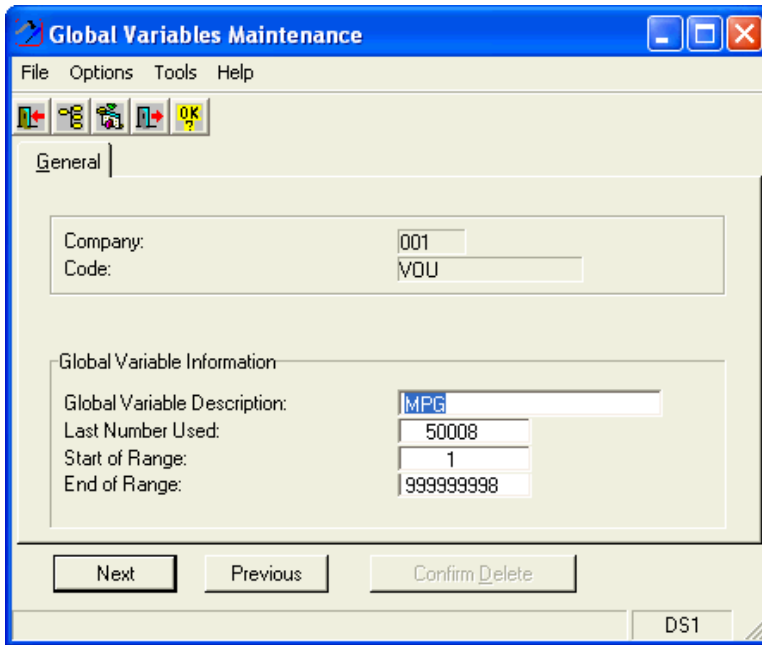 Global Variables Maintenance
File Options Tools Help
OK
?
General
Company: 001
Code: VOU
Global Variable Information
Global Variable Description: MPG
Last Number Used: 50008
Start of Range: 1
End of Range: 999999998
Next Previous Confirm Delete
DS1